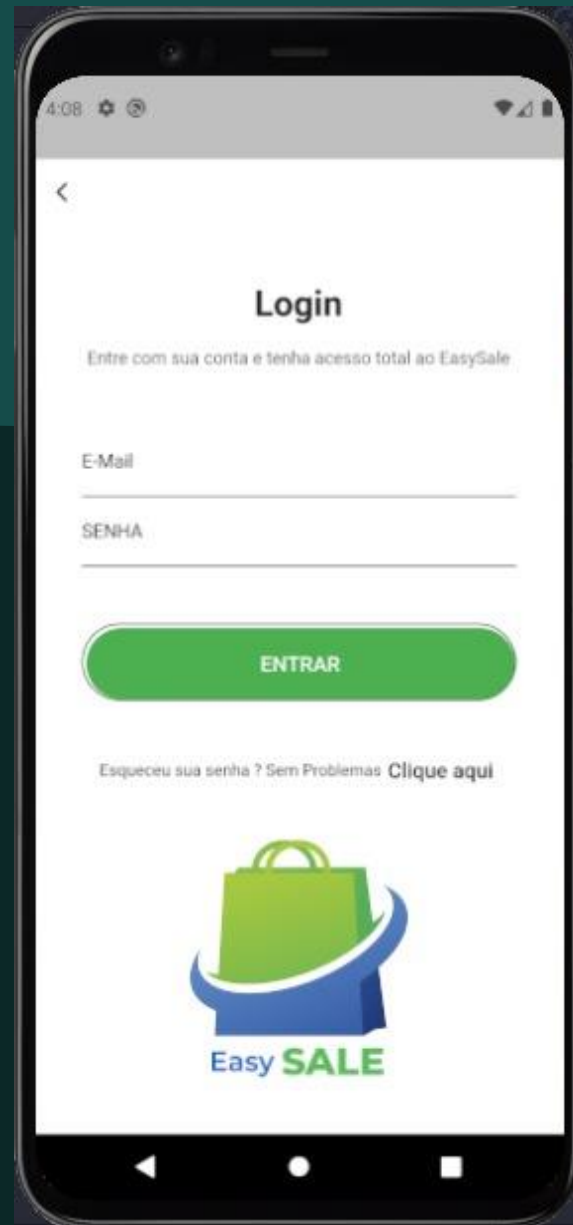 4:08
Login
Entre com sua conta e tenha acesso total ao EasySale
E-Mail
SENHA
ENTRAR
Esqueceu sua senha ? Sem Problemas Clique aqui
Easy SALE